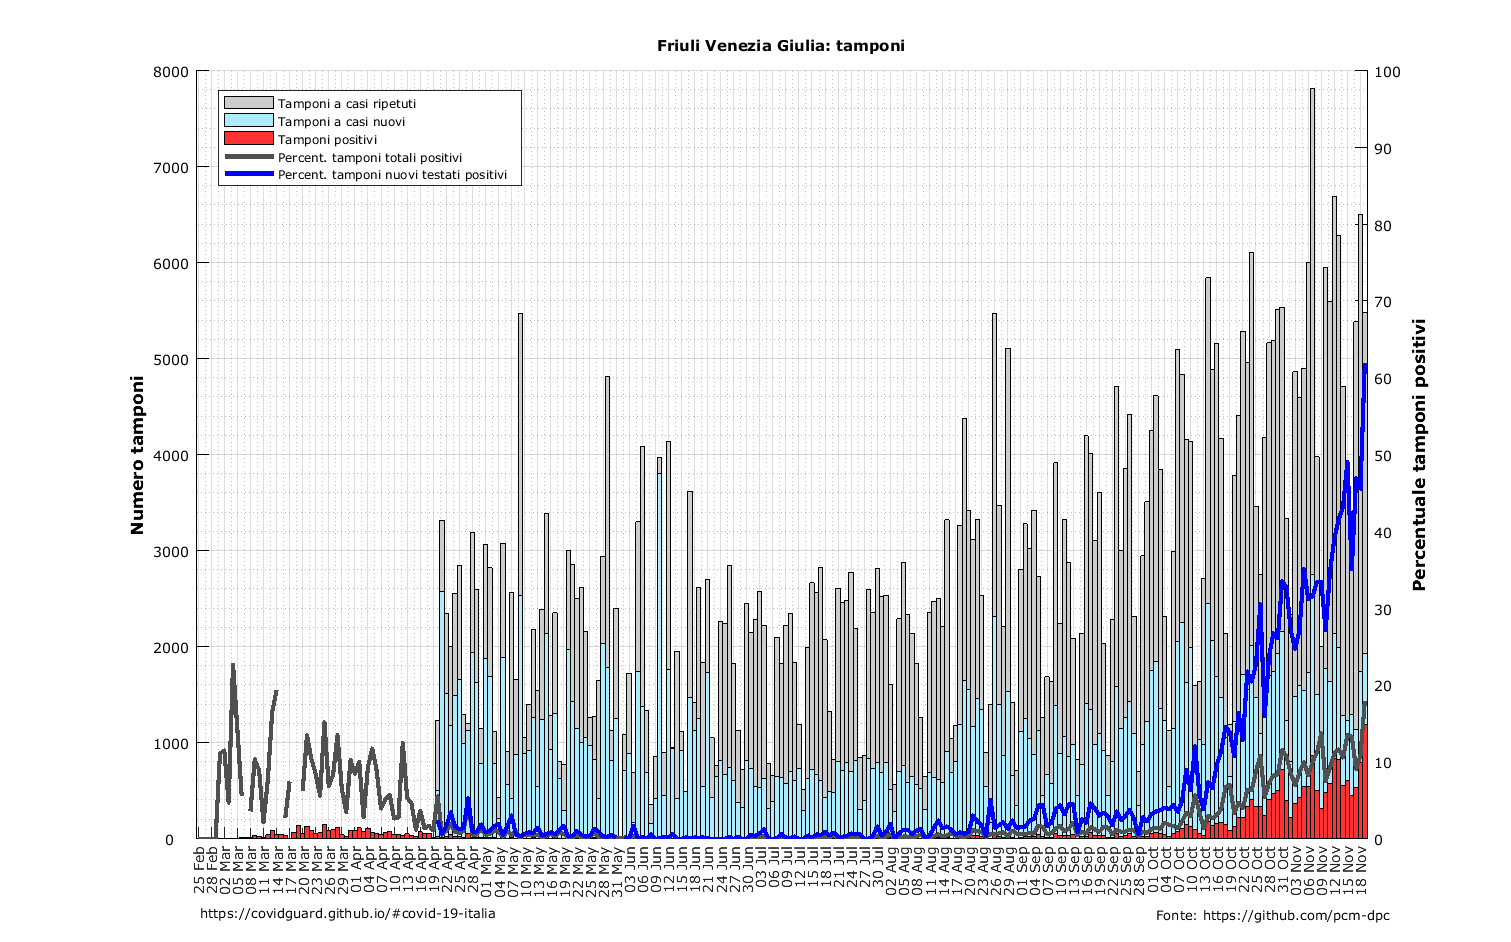 Friuli Venezia Giulia: tamponi
Tamponi a casi ripetuti
Tamponi a casi nuovi
Tamponi positivi
Percent. tamponi totali positivi
Percent. tamponi nuovi testati positivi
Numero tamponi
8000
7000
6000
5000
4000
3000
2000
1000
0
Percentuale tamponi positivi
100
90
80
70
60
50
40
30
20
10
0
25 Feb
28 Feb
02 Mar
05 Mar
08 Mar
11 Mar
14 Mar
17 Mar
20 Mar
23 Mar
26 Mar
29 Mar
01 Apr
04 Apr
07 Apr
10 Apr
13 Apr
16 Apr
19 Apr
22 Apr
25 Apr
28 Apr
01 May
04 May
07 May
10 May
13 May
16 May
19 May
22 May
25 May
28 May
31 May
03 Jun
06 Jun
09 Jun
12 Jun
15 Jun
18 Jun
21 Jun
24 Jun
27 Jun
30 Jun
03 Jul
06 Jul
09 Jul
12 Jul
15 Jul
18 Jul
21 Jul
24 Jul
27 Jul
30 Jul
02 Aug
05 Aug
08 Aug
11 Aug
14 Aug
17 Aug
20 Aug
23 Aug
26 Aug
29 Aug
01 Sep
04 Sep
07 Sep
10 Sep
13 Sep
16 Sep
19 Sep
22 Sep
25 Sep
28 Sep
01 Oct
04 Oct
07 Oct
10 Oct
13 Oct
16 Oct
19 Oct
22 Oct
25 Oct
28 Oct
31 Oct
03 Nov
06 Nov
09 Nov
12 Nov
15 Nov
18 Nov
https://covidguard.github.io/#covid-19-italia
Fonte: https://github.com/pcm-dpc